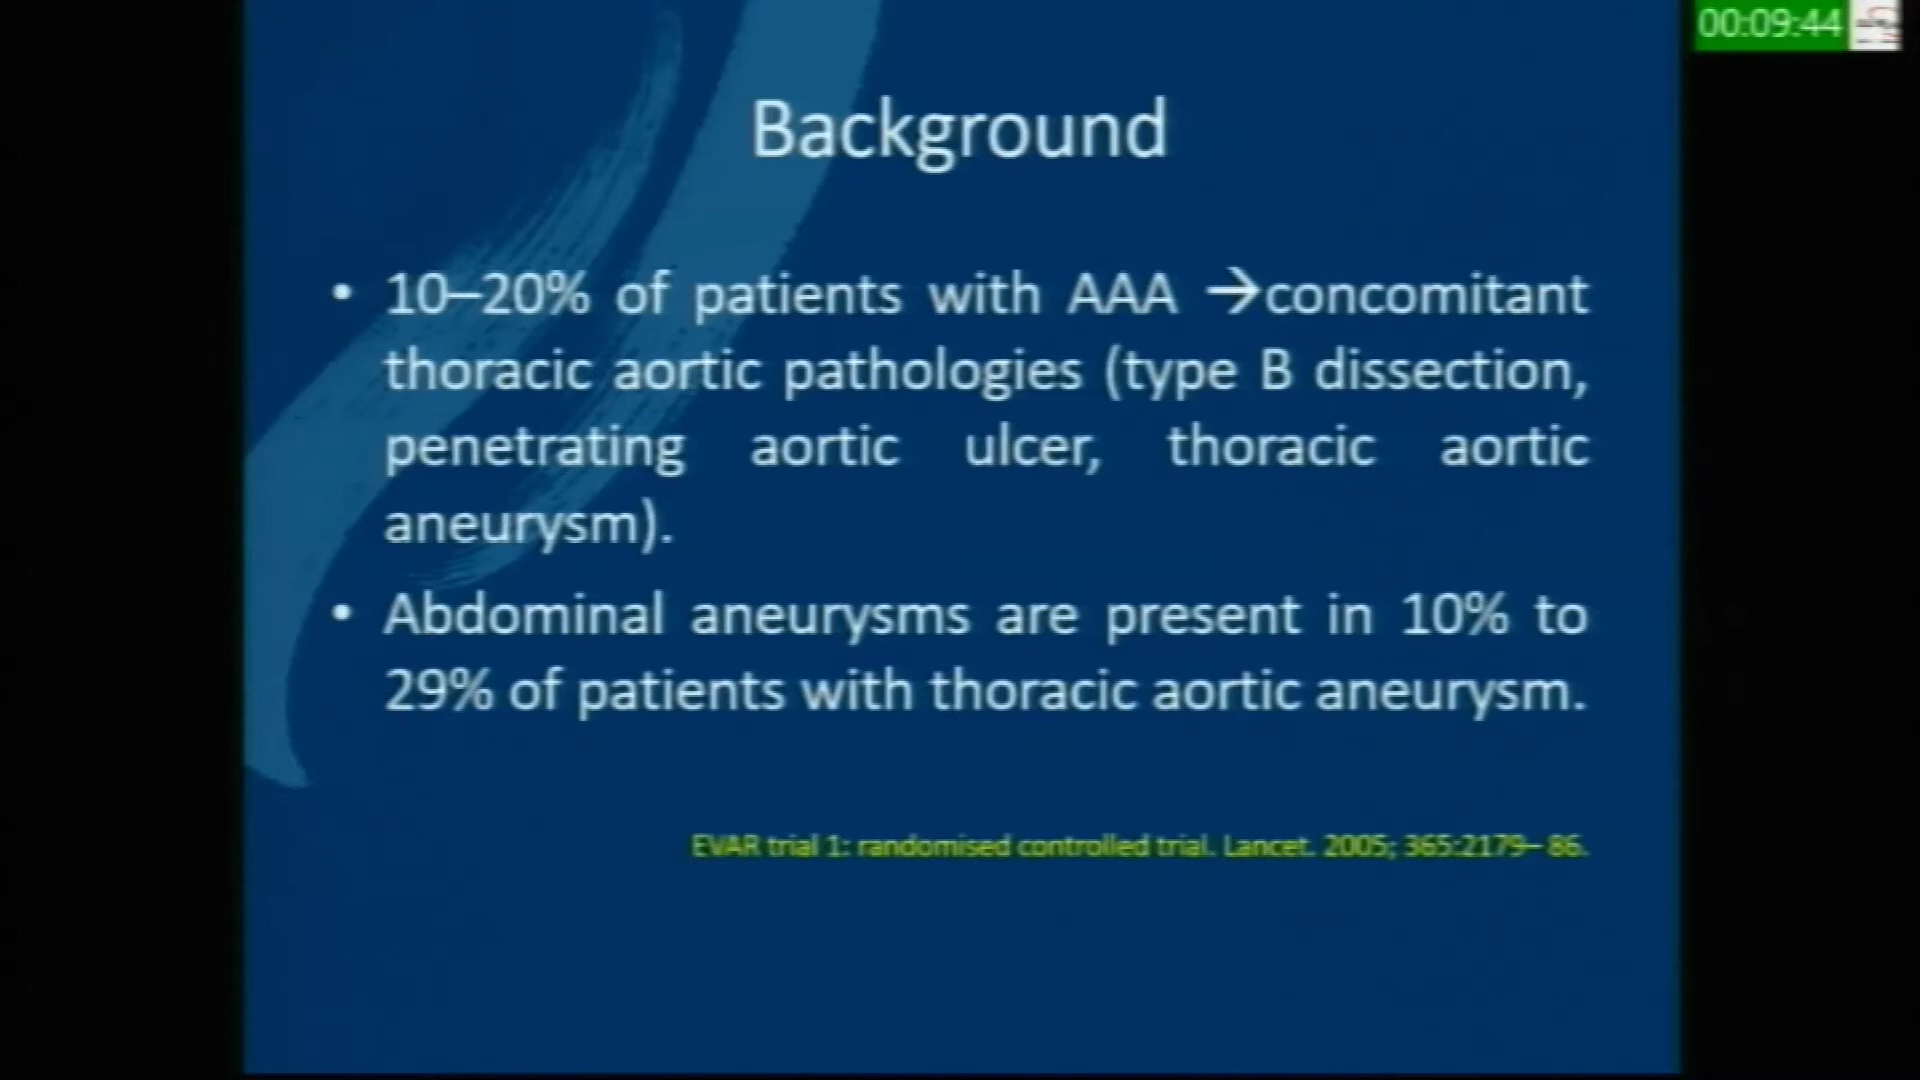 00:09:44
Background
• 10–20% of patients with AAA →concomitant
thoracic aortic pathologies (type B dissection,
penetrating aortic ulcer, thoracic aortic
aneurysm).
• Abdominal aneurysms are present in 10% to
29% of patients with thoracic aortic aneurysm.
EVAR trial 1: randomised controlled trial. Lancet. 2005; 365:2179– 86.